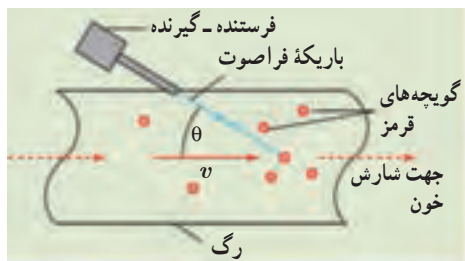 فرستنده ـ گیرنده
باریکهٔ فراصوت
گویچه‌های
قرمز
θ
v
جهت شارش
خون
رگ